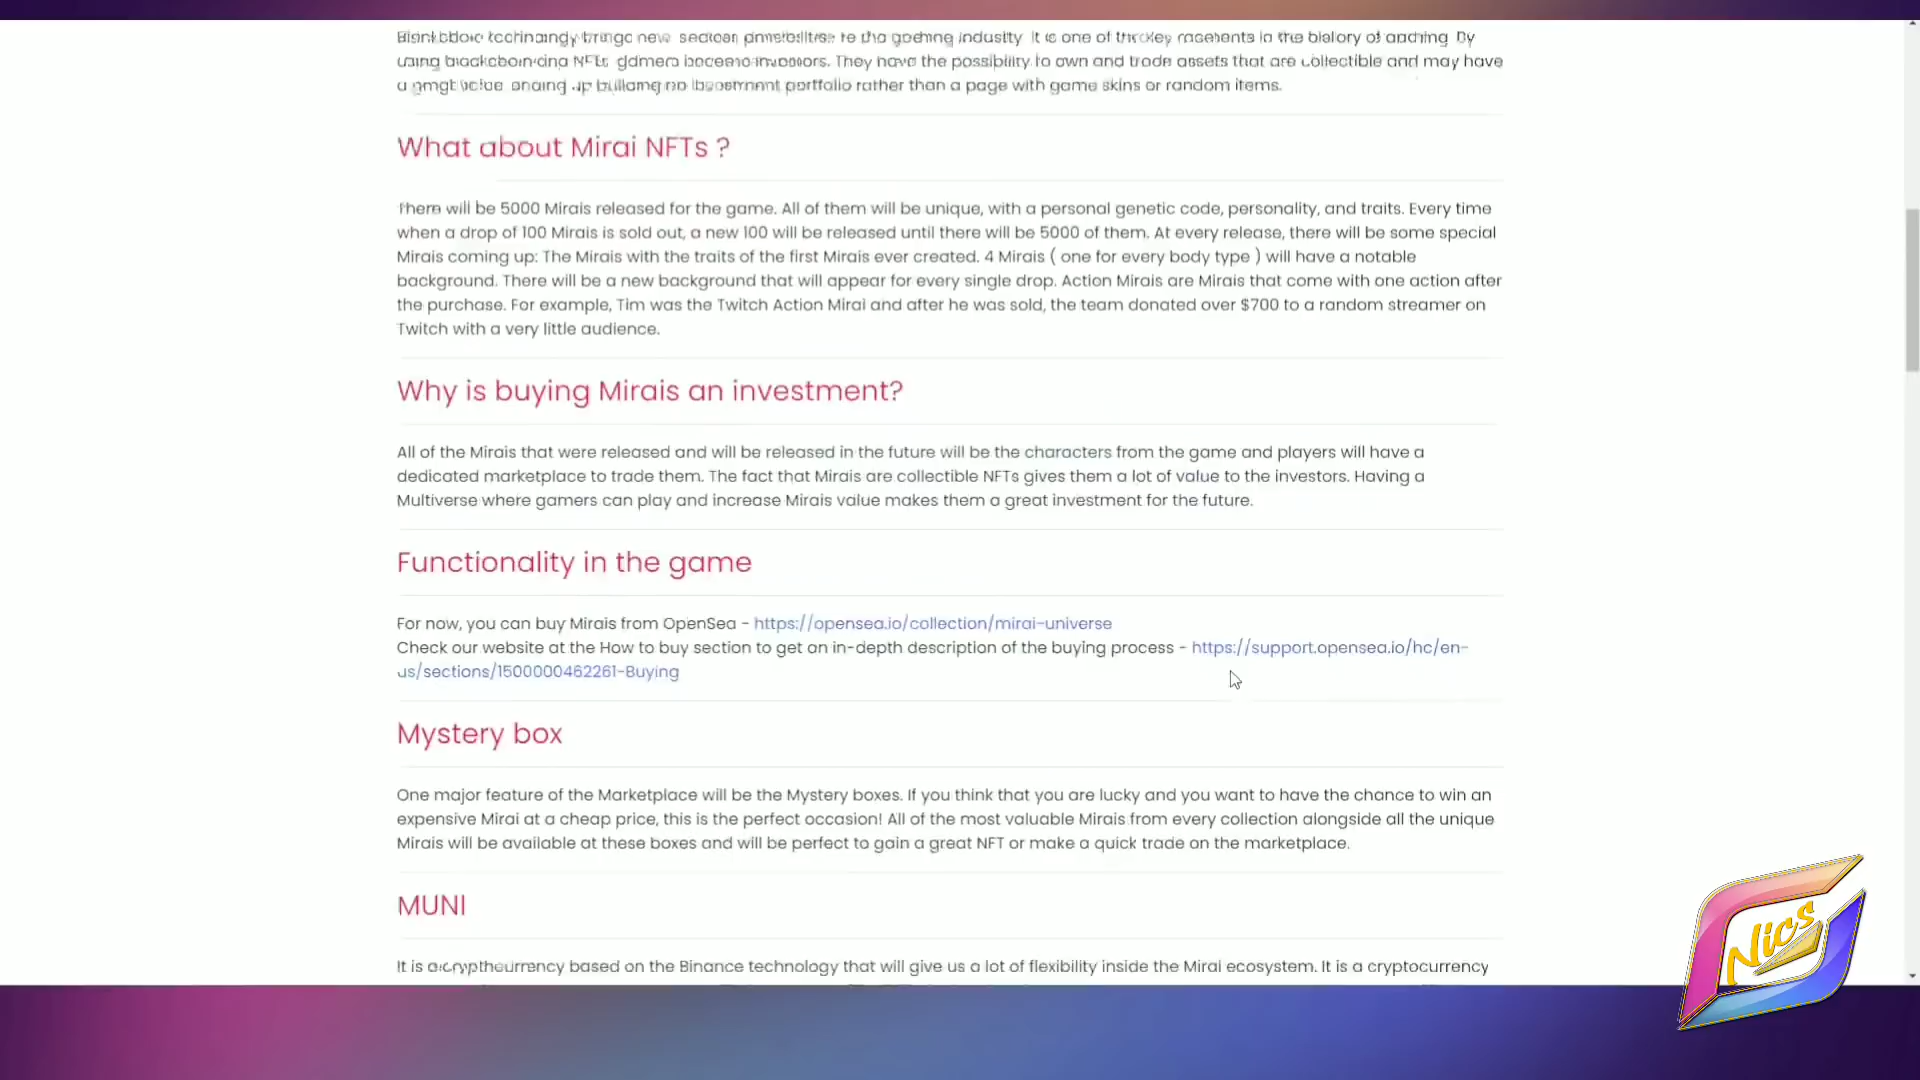 new
industry It is one of the key in the of By
using NFTs They have the possibility to own and trade assets that are collectible and may have
a portfolio rather than a page with game skins or random items.
What about Mirai NFTs ?
There will be 5000 Mirais released for the game. All of them will be unique, with a personal genetic code, personality, and traits. Every time
when a drop of 100 Mirais is sold out, a new 100 will be released until there will be 5000 of them. At every release, there will be some special
Mirais coming up: The Mirais with the traits of the first Mirais ever created. 4 Mirais ( one for every body type ) will have a notable
background. There will be a new background that will appear for every single drop. Action Mirais are Mirais that come with one action after
the purchase. For example, Tim was the Twitch Action Mirai and after he was sold, the team donated over $700 to a random streamer on
Twitch with a very little audience.
Why is buying Mirais an investment?
All of the Mirais that were released and will be released in the future will be the characters from the game and players will have a
dedicated marketplace to trade them. The fact that Mirais are collectible NFTs gives them a lot of value to the investors. Having a
Multiverse where gamers can play and increase Mirais value makes them a great investment for the future.
Functionality in the game
For now, you can buy Mirais from OpenSea - https://opensea.io/collection/mirai-universe
Check our website at the How to buy section to get an in-depth description of the buying process - https://support.opensea.io/hc/en-
us/sections/1500000462261-Buying
Mystery box
One major feature of the Marketplace will be the Mystery boxes. If you think that you are lucky and you want to have the chance to win an
expensive Mirai at a cheap price, this is the perfect occasion! All of the most valuable Mirais from every collection alongside all the unique
Mirais will be available at these boxes and will be perfect to gain a great NFT or make a quick trade on the marketplace.
MUNI
It is a cryptocurrency based on the Binance technology that will give us a lot of flexibility inside the Mirai ecosystem. It is a cryptocurrency
Nics